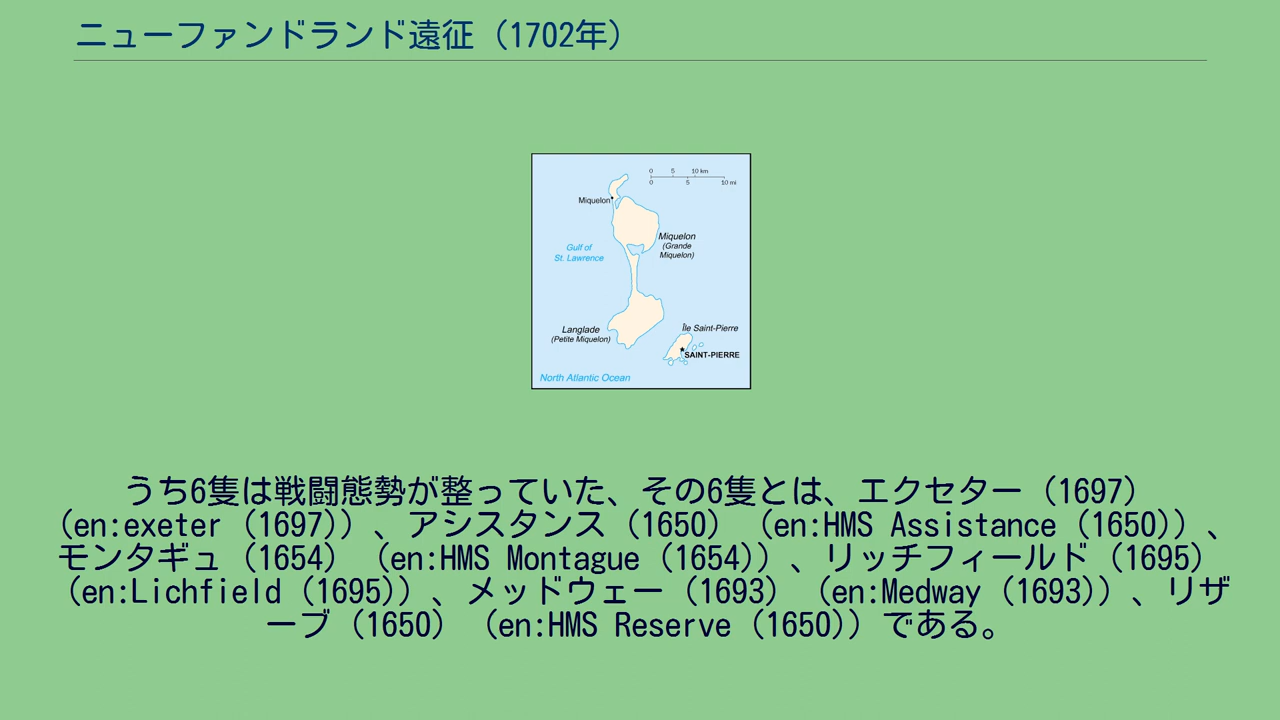 ニューファンドランド遠征（1702年）
0 5 10 km
0 5 10 mi
Miquelon
Miquelon
(Grande
Miquelon)
Gulf of
St. Lawrence
Langlade
(Petite Miquelon)
Île Saint-Pierre
SAINT-PIERRE
North Atlantic Ocean
うち6隻は戦闘態勢が整っていた、その6隻とは、エクセター（1697）
（en:exeter（1697））、アシスタンス（1650）（en:HMS Assistance（1650））、
モンタギュ（1654）（en:HMS Montague（1654））、リッチフィールド（1695）
（en:Lichfield（1695））、メッドウェー（1693）（en:Medway（1693））、リザ
ーブ（1650）（en:HMS Reserve（1650））である。